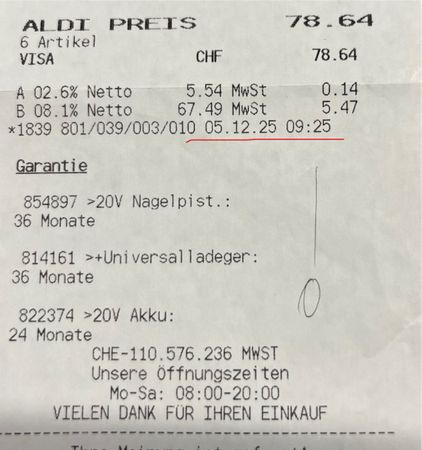 ALDI PREIS 78.64
6 Artikel
VISA CHF 78.64
A 02.6% Netto 5.54 MwSt 0.14
B 08.1% Netto 67.49 MwSt 5.47
*1839 801/039/003/010 05.12.25 09:25
Garantie
854897 >20V Nagelpist.:
36 Monate
814161 >+Universalladeger:
36 Monate
822374 >20V Akku:
24 Monate
CHE-110.576.236 MWST
Unsere Öffnungszeiten
Mo-Sa: 08:00-20:00
VIELEN DANK FÜR IHREN EINKAUF